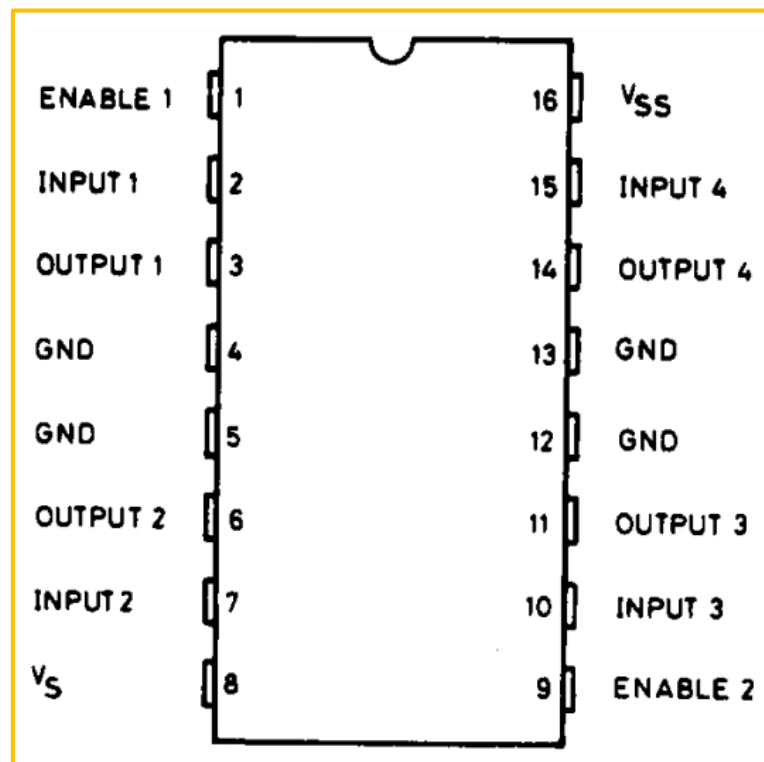 ENABLE 1 1 16 VSS
INPUT 1 2 15 INPUT 4
OUTPUT 1 3 14 OUTPUT 4
GND 4 13 GND
GND 5 12 GND
OUTPUT 2 6 11 OUTPUT 3
INPUT 2 7 10 INPUT 3
VS 8 9 ENABLE 2